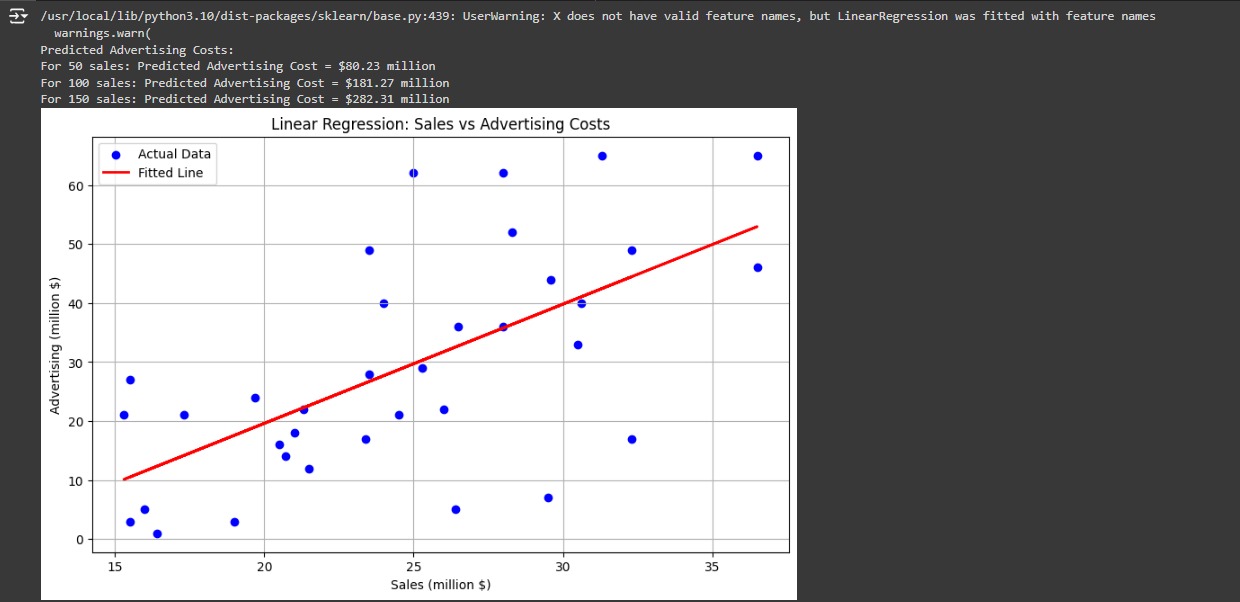 /usr/local/lib/python3.10/dist-packages/sklearn/base.py:439: UserWarning: X does not have valid feature names, but LinearRegression was fitted with feature names
warnings.warn(
Predicted Advertising Costs:
For 50 sales: Predicted Advertising Cost = $80.23 million
For 100 sales: Predicted Advertising Cost = $181.27 million
For 150 sales: Predicted Advertising Cost = $282.31 million
Linear Regression: Sales vs Advertising Costs
Actual Data
Fitted Line
60
50
40
30
20
10
0
Advertising (million $)
15 20 25 30 35
Sales (million $)